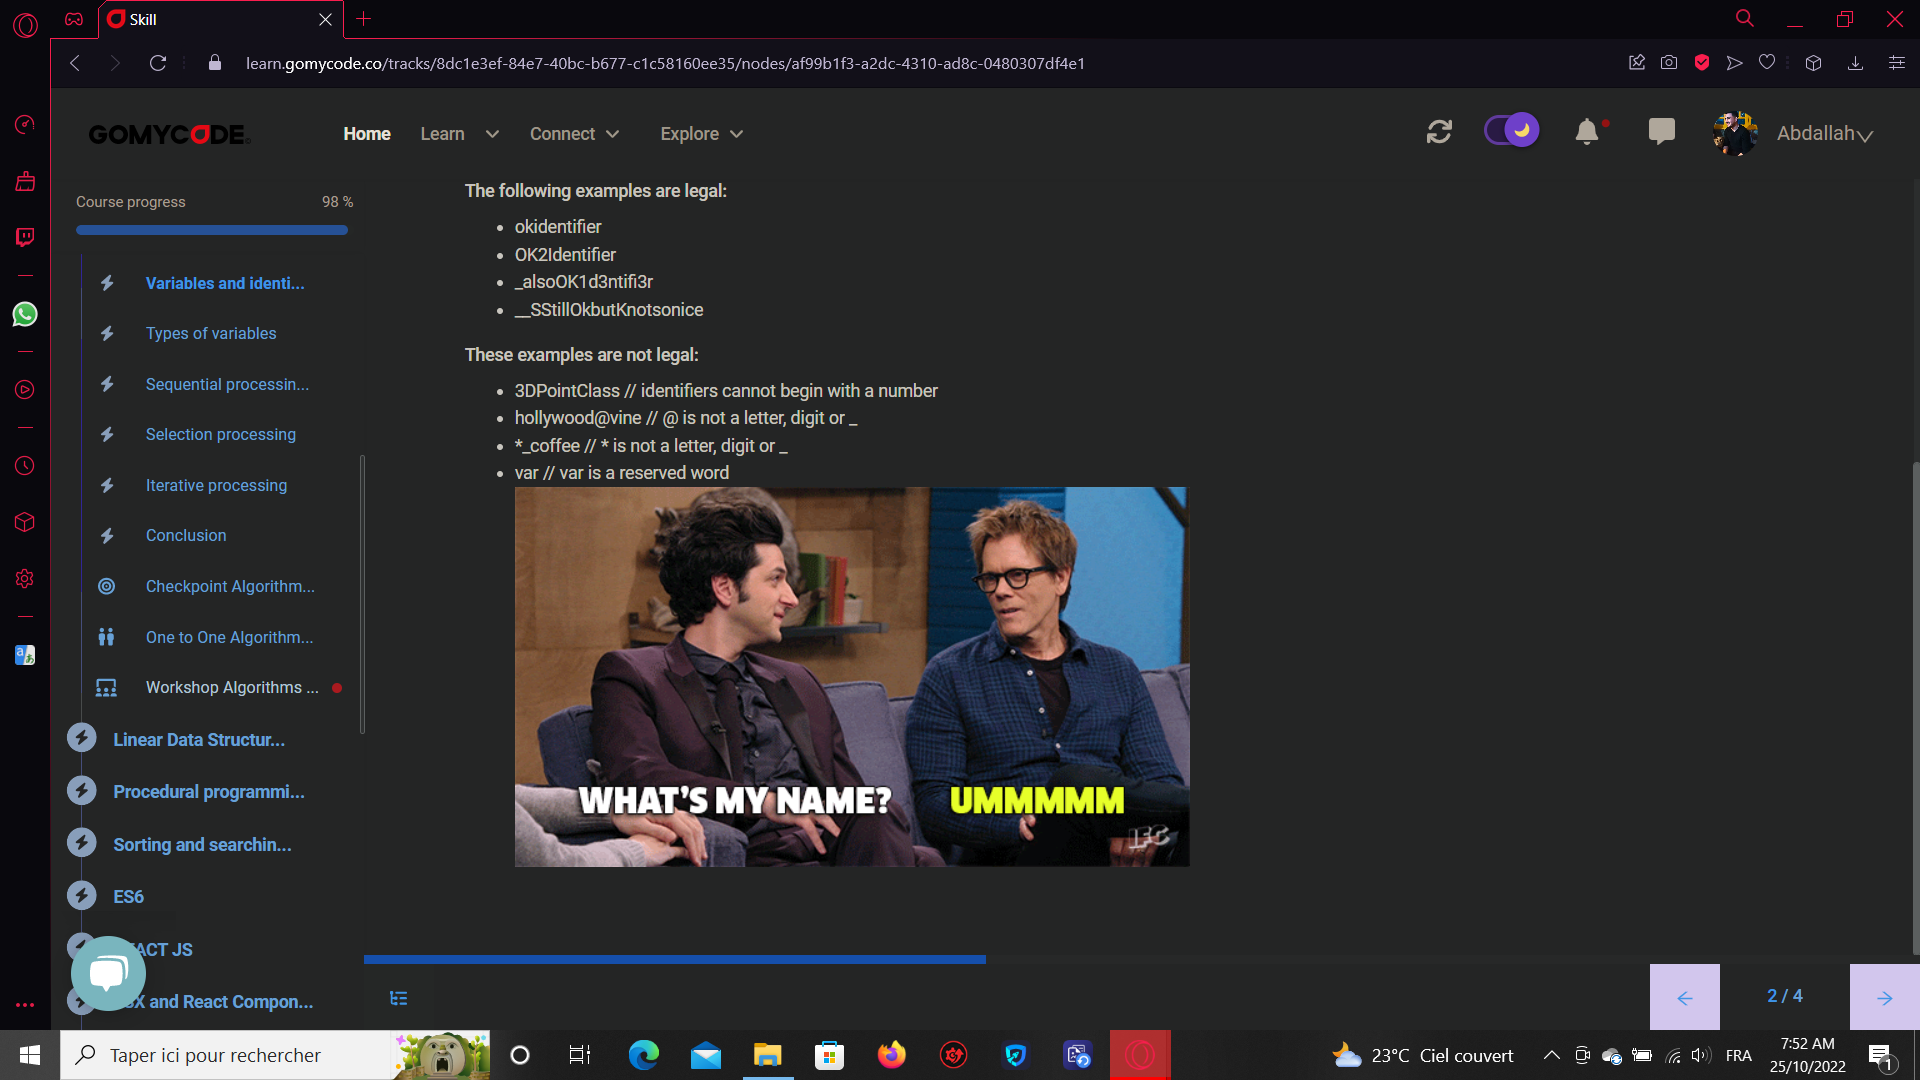 Skill
learn.gomycode.co/tracks/8dc1e3ef-84e7-40bc-b677-c1c58160ee35/nodes/af99b1f3-a2dc-4310-ad8c-0480307df4e1
GOMYCODE
Home
Learn
Connect
Explore
Abdallah
Course progress
98 %
Variables and identi...
Types of variables
Sequential processin...
Selection processing
Iterative processing
Conclusion
Checkpoint Algorithm...
One to One Algorithm...
Workshop Algorithms ...
Linear Data Structur...
Procedural programmi...
Sorting and searchin...
ES6
ACT JS
X and React Compon...
The following examples are legal:
okidentifier
OK2Identifier
_alsoOK1d3ntifi3r
__SStillOkbutKnotsonice
These examples are not legal:
3DPointClass // identifiers cannot begin with a number
hollywood@vine // @ is not a letter, digit or _
*_coffee // * is not a letter, digit or _
var // var is a reserved word
WHAT'S MY NAME?
UMMMMM
IFC
2 / 4
Taper ici pour rechercher
23°C Ciel couvert
FRA
7:52 AM
25/10/2022
1